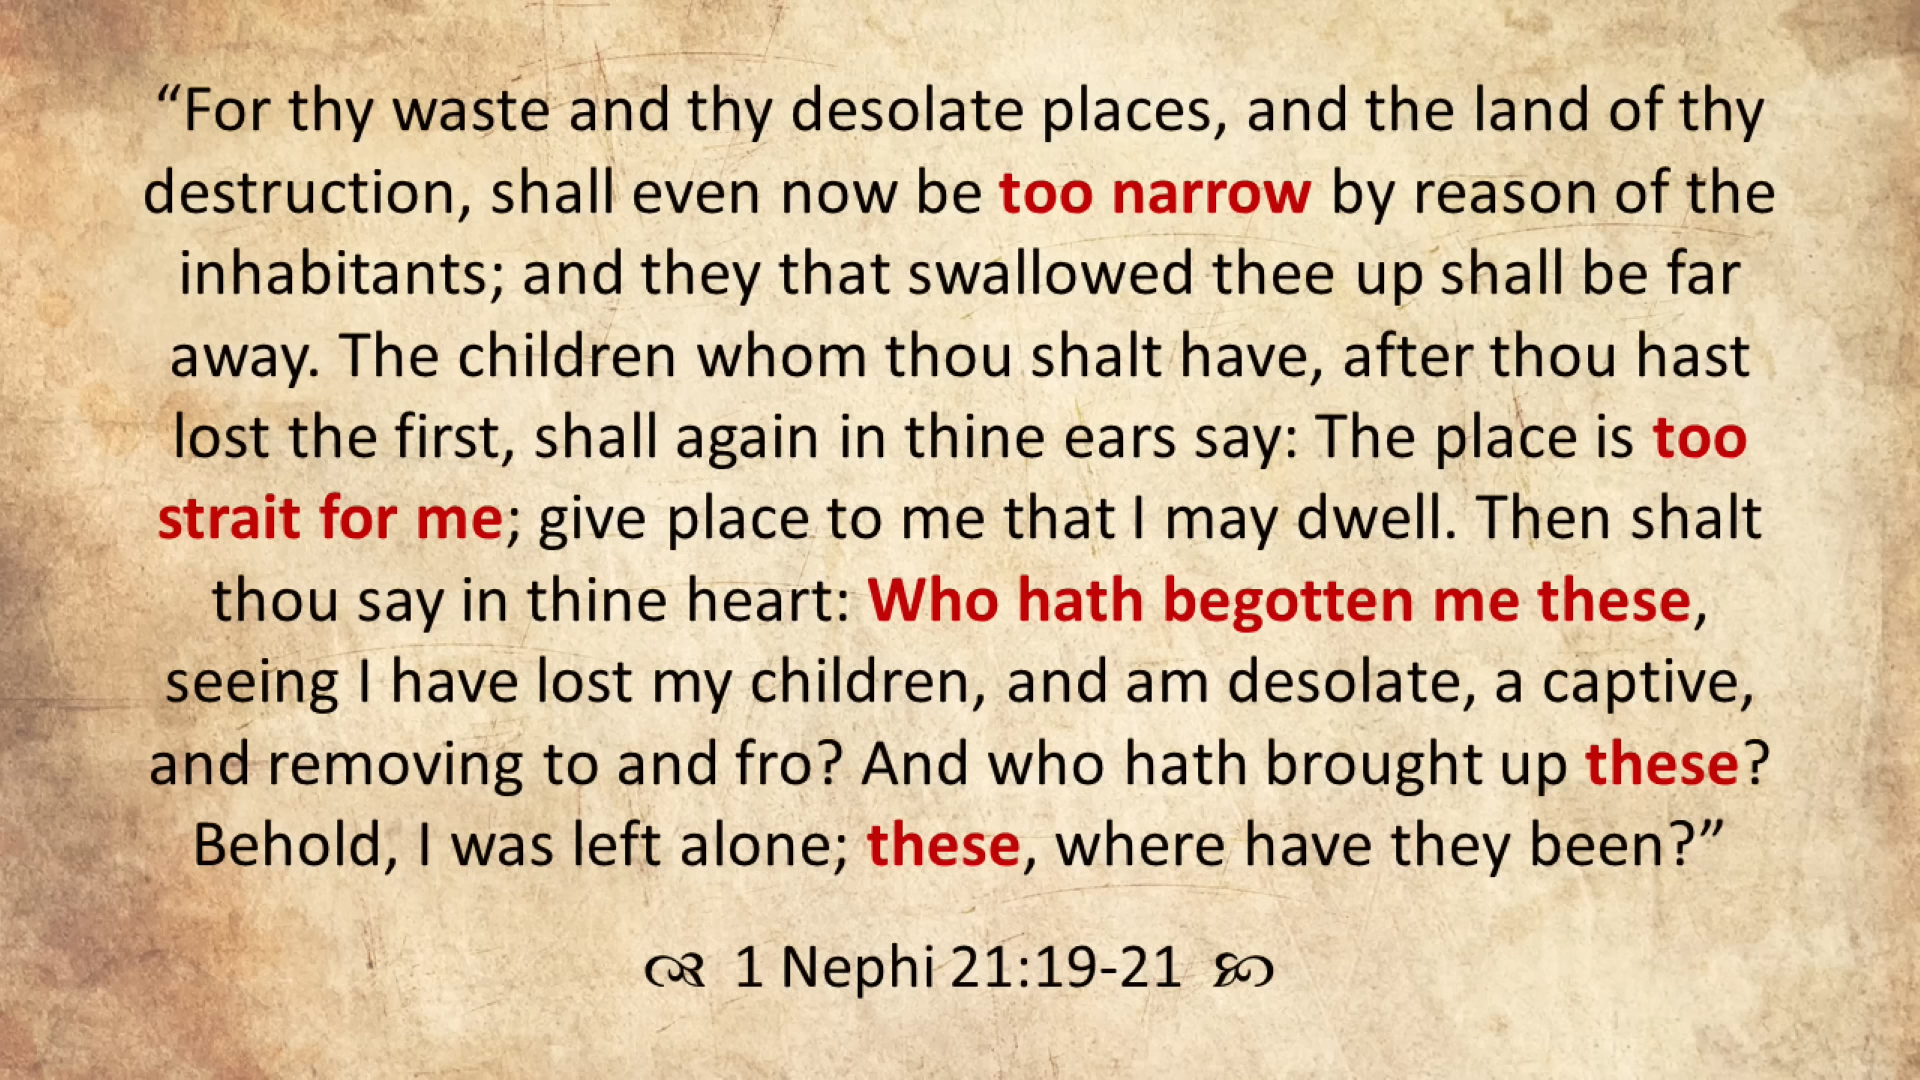 “For thy waste and thy desolate places, and the land of thy
destruction, shall even now be too narrow by reason of the
inhabitants; and they that swallowed thee up shall be far
away. The children whom thou shalt have, after thou hast
lost the first, shall again in thine ears say: The place is too
strait for me; give place to me that I may dwell. Then shalt
thou say in thine heart: Who hath begotten me these,
seeing I have lost my children, and am desolate, a captive,
and removing to and fro? And who hath brought up these?
Behold, I was left alone; these, where have they been?”
1 Nephi 21:19-21